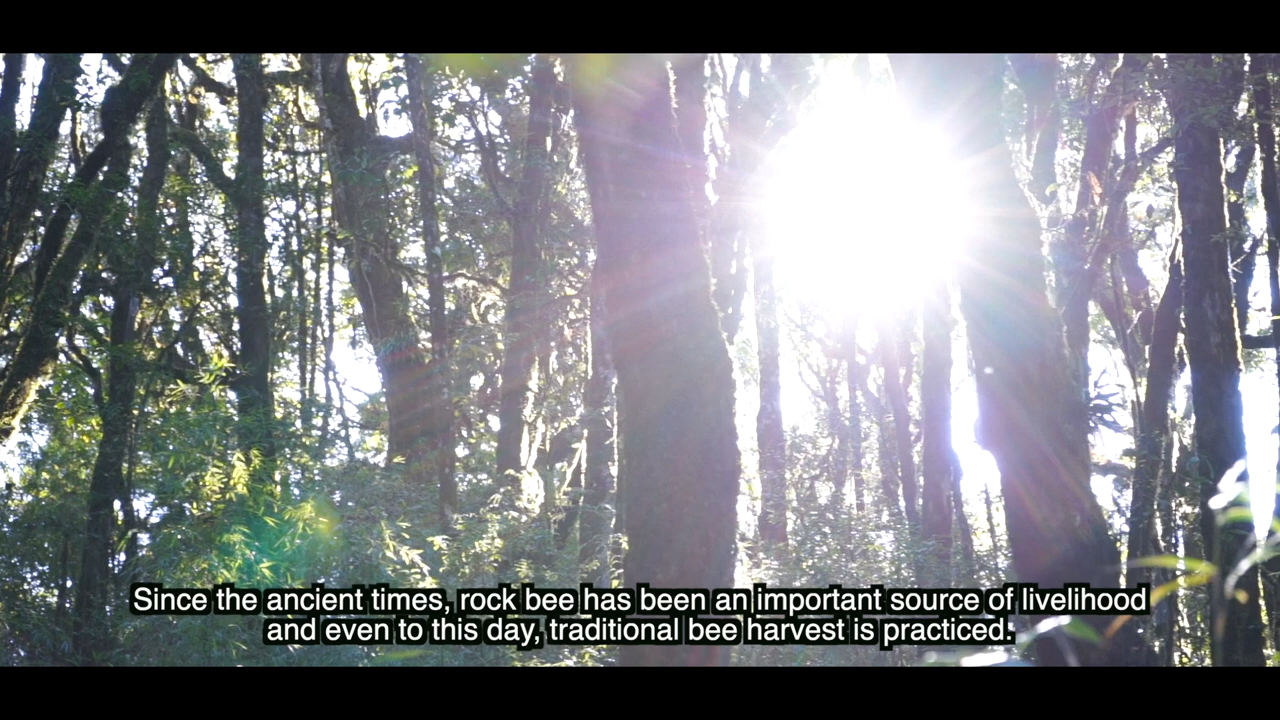 Since the ancient times, rock bee has been an important source of livelihood
and even to this day, traditional bee harvest is practiced.